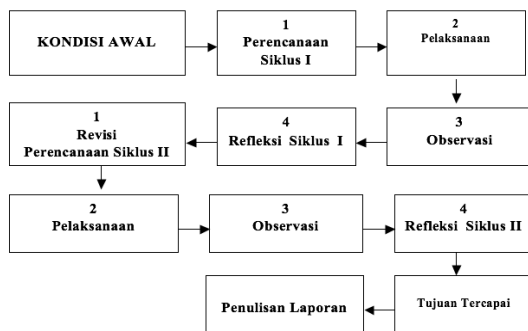 KONDISI AWAL
1
Perencanaan
Siklus I
2
Pelaksanaan
3
Observasi
4
Refleksi Siklus I
1
Revisi
Perencanaan Siklus II
2
Pelaksanaan
3
Observasi
4
Refleksi Siklus II
Tujuan Tercapai
Penulisan Laporan